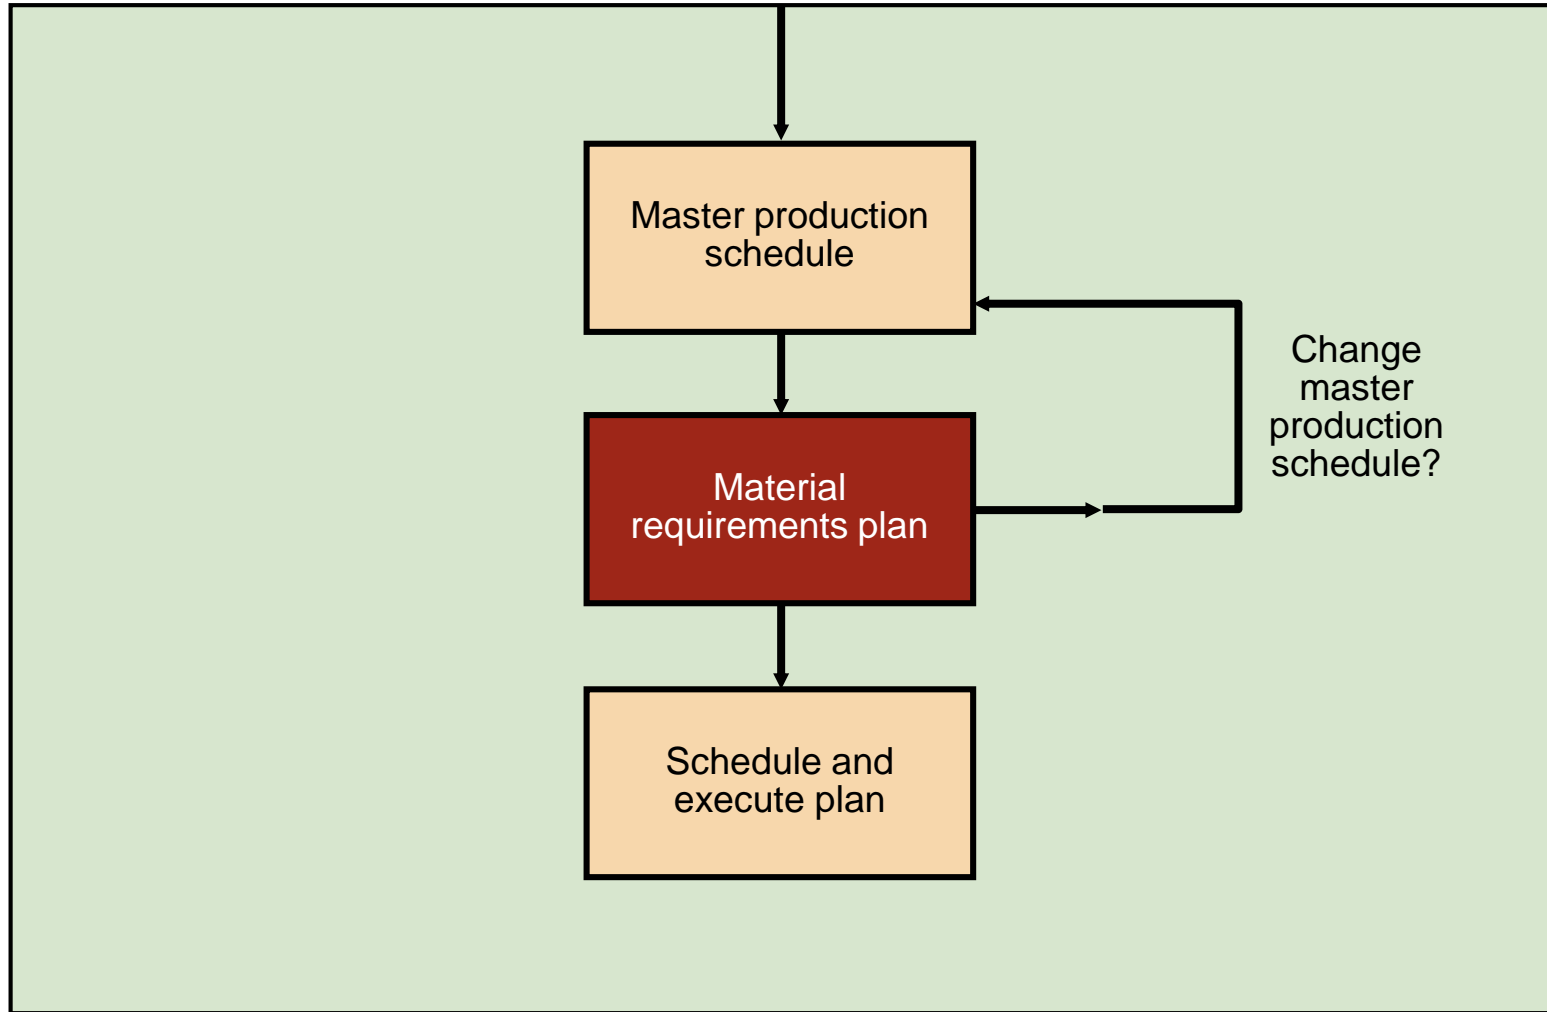 Master production
schedule
Change
master
production
schedule?
Material
requirements plan
Schedule and
execute plan